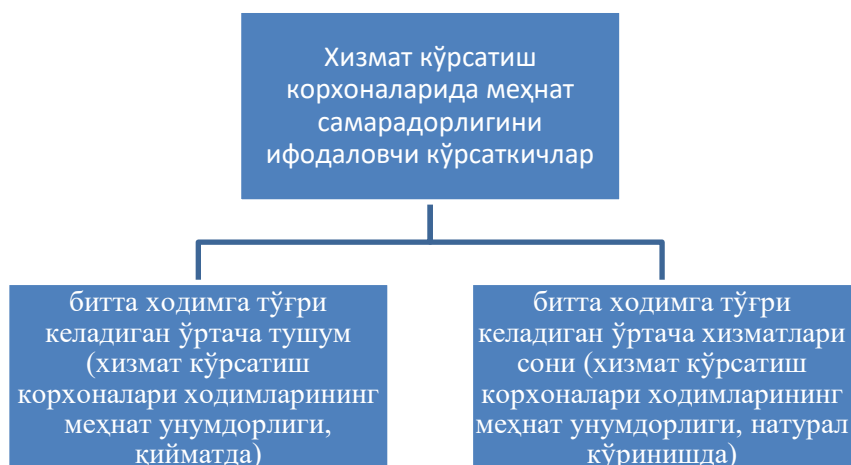 Хизмат кўрсатиш
корхоналарида меҳнат
самарадорлигини
ифодаловчи кўрсаткичлар
битта ходимга тўғри
келадиган ўртача тушум
(хизмат кўрсатиш
корхоналари ходимларининг
меҳнат унумдорлиги,
қийматда)
битта ходимга тўғри
келадиган ўртача хизматлари
сони (хизмат кўрсатиш
корхоналари ходимларининг
меҳнат унумдорлиги, натурал
кўринишда)